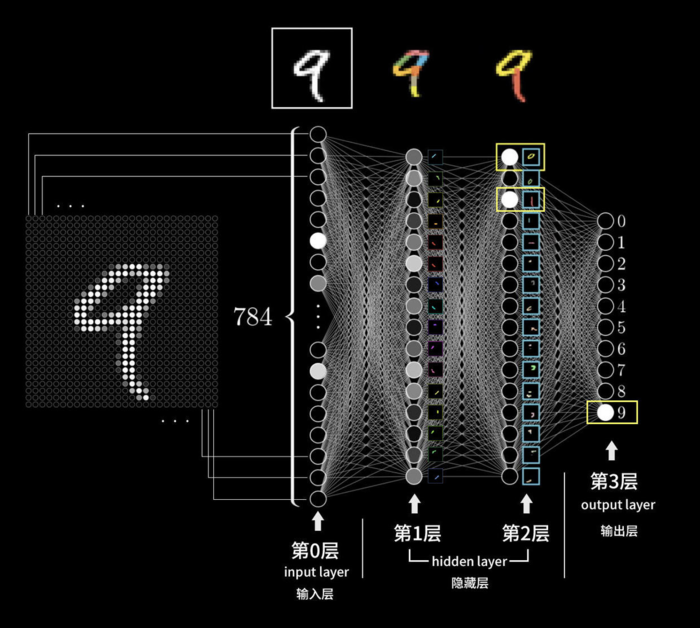 784
0
1
2
3
4
5
6
7
8
9
第0层
input layer
输入层
第1层
第2层
hidden layer
隐藏层
第3层
output layer
输出层